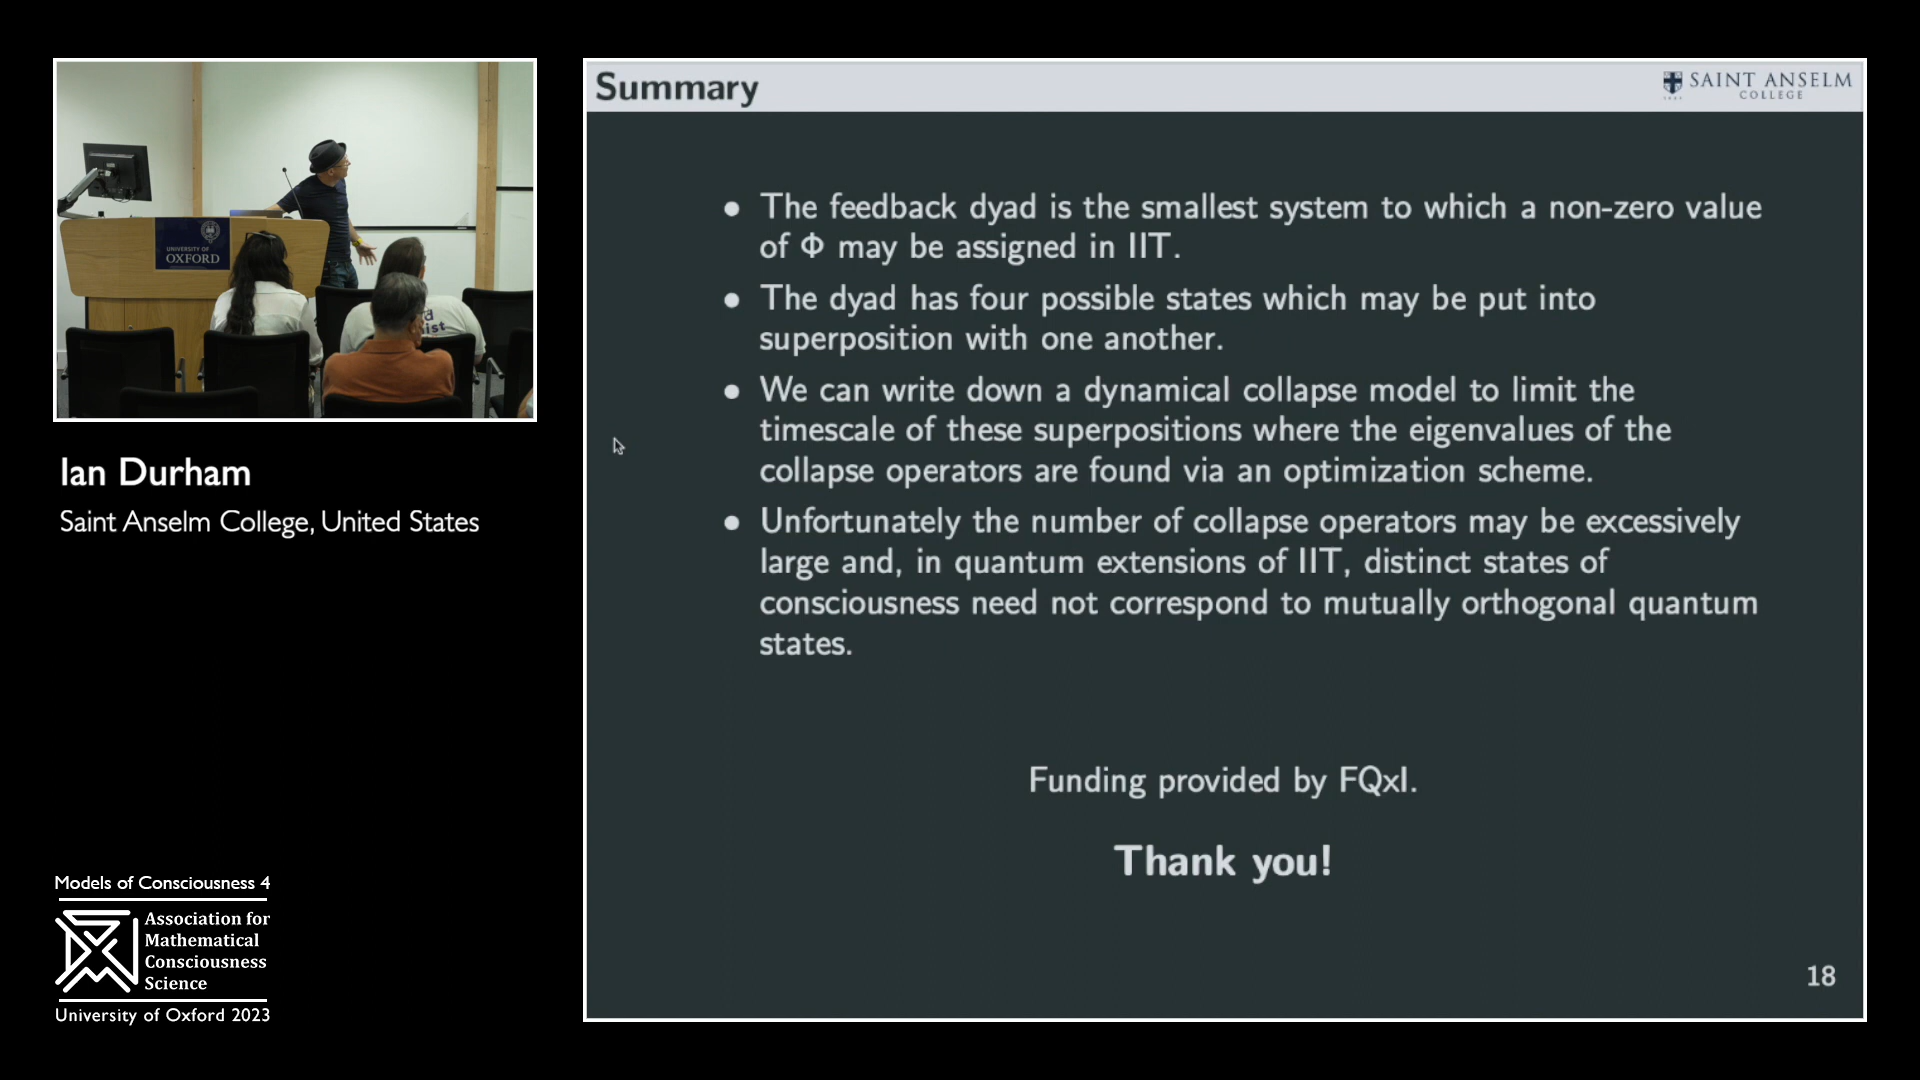 Summary
SAINT ANSELM
COLLEGE
● The feedback dyad is the smallest system to which a non-zero value
of Φ may be assigned in IIT.
● The dyad has four possible states which may be put into
superposition with one another.
● We can write down a dynamical collapse model to limit the
timescale of these superpositions where the eigenvalues of the
collapse operators are found via an optimization scheme.
● Unfortunately the number of collapse operators may be excessively
large and, in quantum extensions of IIT, distinct states of
consciousness need not correspond to mutually orthogonal quantum
states.
Funding provided by FQxI.
Thank you!
18
UNIVERSITY OF
OXFORD
Ian Durham
Saint Anselm College, United States
Models of Consciousness 4
Association for
Mathematical
Consciousness
Science
University of Oxford 2023